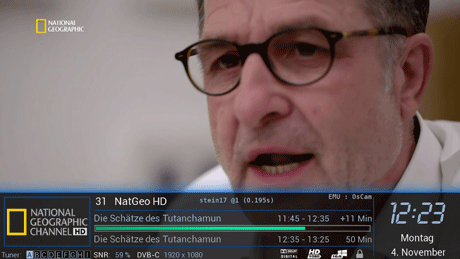 NATIONAL
GEOGRAPHIC
31 NatGeo HD
stein17 @1 (0.195s)
EMU : OsCam
NATIONAL
GEOGRAPHIC
CHANNEL HD
Die Schätze des Tutanchamun 11:45 - 12:35 +11 Min
Die Schätze des Tutanchamun 12:35 - 13:25 50 Min
12:23
Montag
4. November
Tuner: A B C D E F G H I SNR: 59 % DVB-C 1920 x 1080
DOLBY
HD